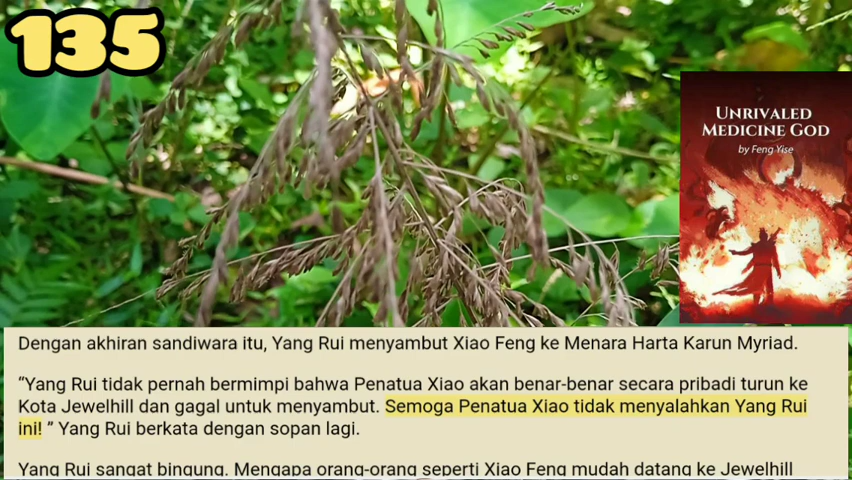 135
UNRIVALED
MEDICINE GOD
by Feng Yise
Dengan akhiran sandiwara itu, Yang Rui menyambut Xiao Feng ke Menara Harta Karun Myriad.
“Yang Rui tidak pernah bermimpi bahwa Penatua Xiao akan benar-benar secara pribadi turun ke
Kota Jewelhill dan gagal untuk menyambut. Semoga Penatua Xiao tidak menyalahkan Yang Rui
ini! ” Yang Rui berkata dengan sopan lagi.
Yang Rui sangat bingung. Mengapa orang-orang seperti Xiao Feng mudah datang ke Jewelhill